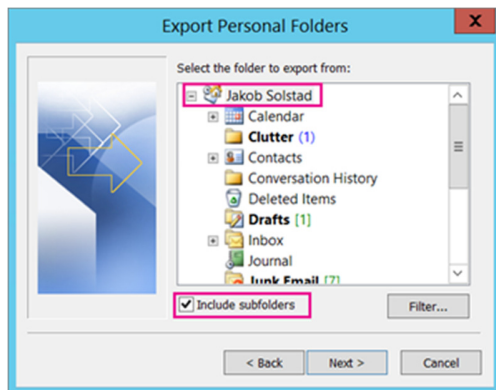 Export Personal Folders
X
Select the folder to export from:
Jakob Solstad
Calendar
Clutter (1)
Contacts
Conversation History
Deleted Items
Drafts [1]
Inbox
Journal
Junk Email [7]
Include subfolders
Filter...
< Back Next > Cancel